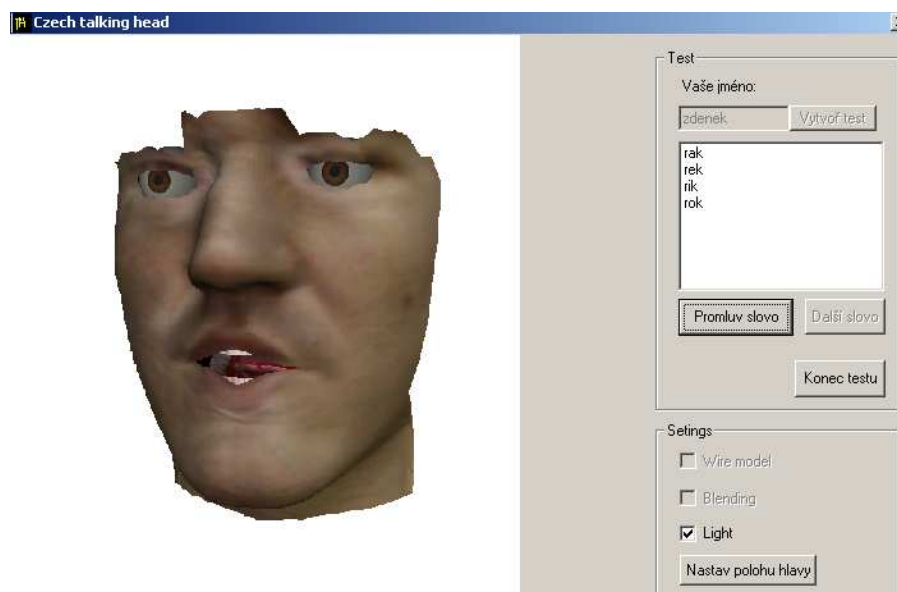 Czech talking head
Test
Vaše jméno:
zdenek
Vytvoř test
rak
rek
rik
rok
Promluv slovo
Další slovo
Konec testu
Setings
Wire model
Blending
Light
Nastav polohu hlavy